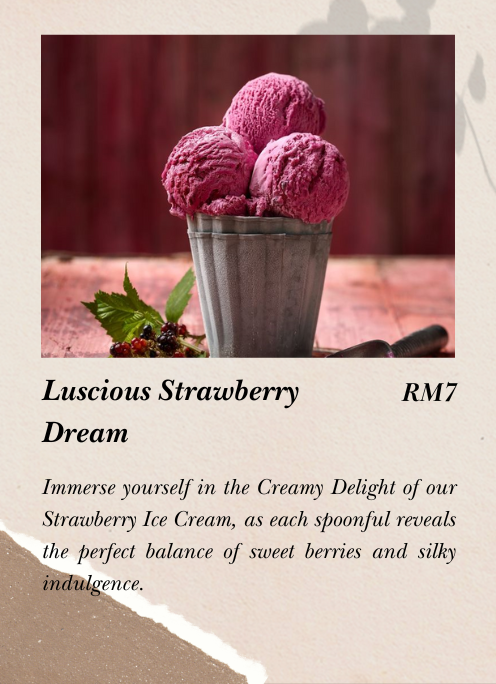 Luscious Strawberry RM7
Dream
Immerse yourself in the Creamy Delight of our
Strawberry Ice Cream, as each spoonful reveals
the perfect balance of sweet berries and silky
indulgence.